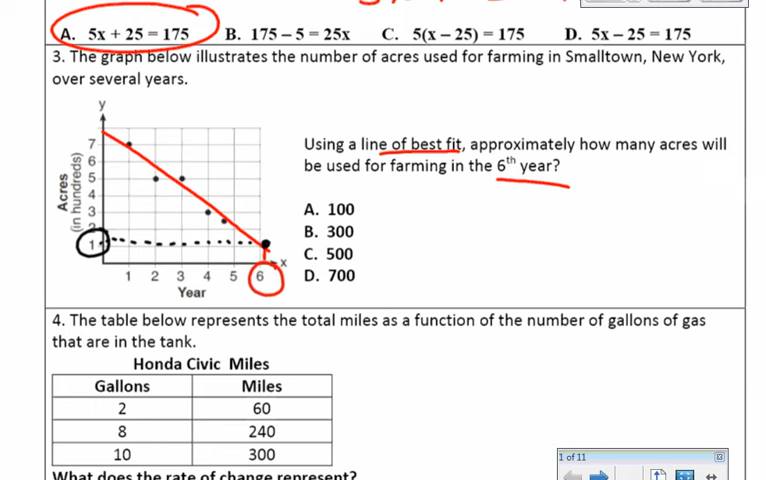 A. 5x + 25 = 175 B. 175 – 5 = 25x C. 5(x – 25) = 175 D. 5x – 25 = 175
3. The graph below illustrates the number of acres used for farming in Smalltown, New York,
over several years.
y
7
6
5
4
3
2
1
Acres
(in hundreds)
x
1 2 3 4 5 6
Year
Using a line of best fit, approximately how many acres will
be used for farming in the 6th year?
A. 100
B. 300
C. 500
D. 700
4. The table below represents the total miles as a function of the number of gallons of gas
that are in the tank.
Honda Civic Miles
Gallons Miles
2 60
8 240
10 300
What does the rate of change represent?
1 of 11